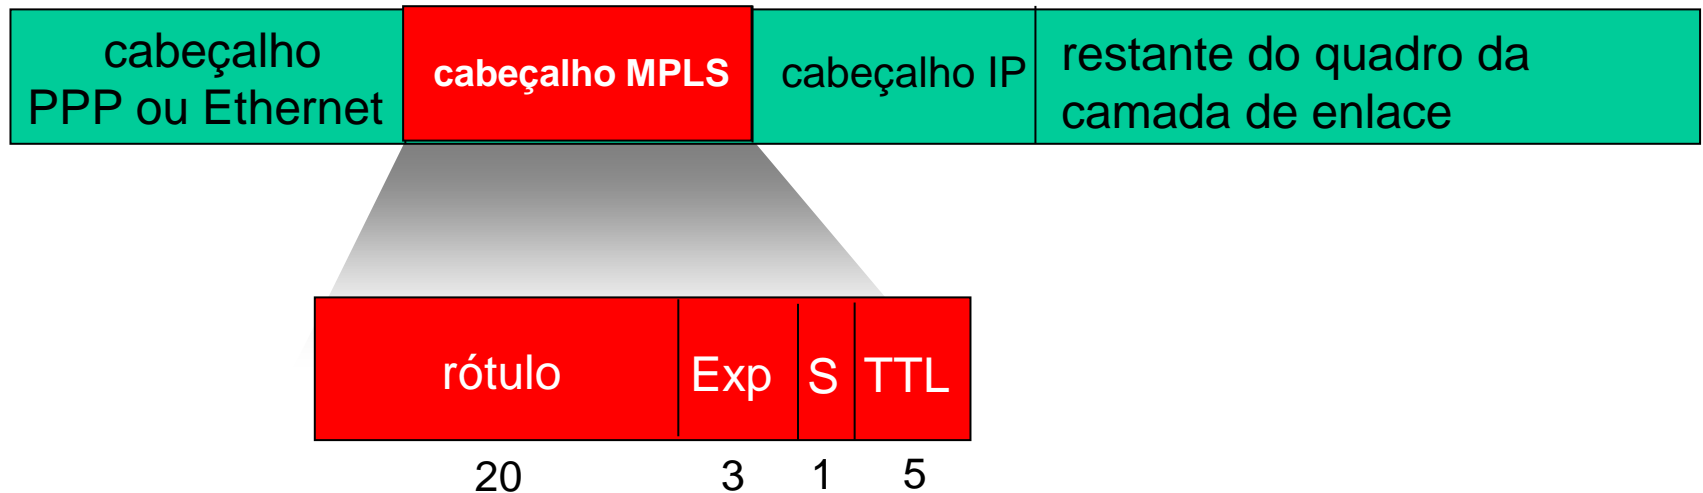 cabeçalho
PPP ou Ethernet
cabeçalho MPLS
cabeçalho IP
restante do quadro da
camada de enlace
rótulo
Exp
S
TTL
20
3
1
5